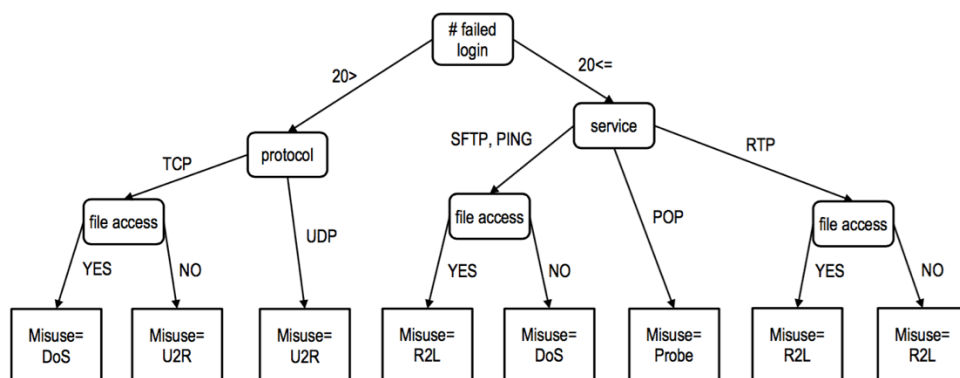 # failed
login
20>
20<=
protocol
service
TCP
UDP
SFTP, PING
POP
RTP
file access
file access
file access
YES
NO
YES
NO
YES
NO
Misuse=
DoS
Misuse=
U2R
Misuse=
U2R
Misuse=
R2L
Misuse=
DoS
Misuse=
Probe
Misuse=
R2L
Misuse=
R2L